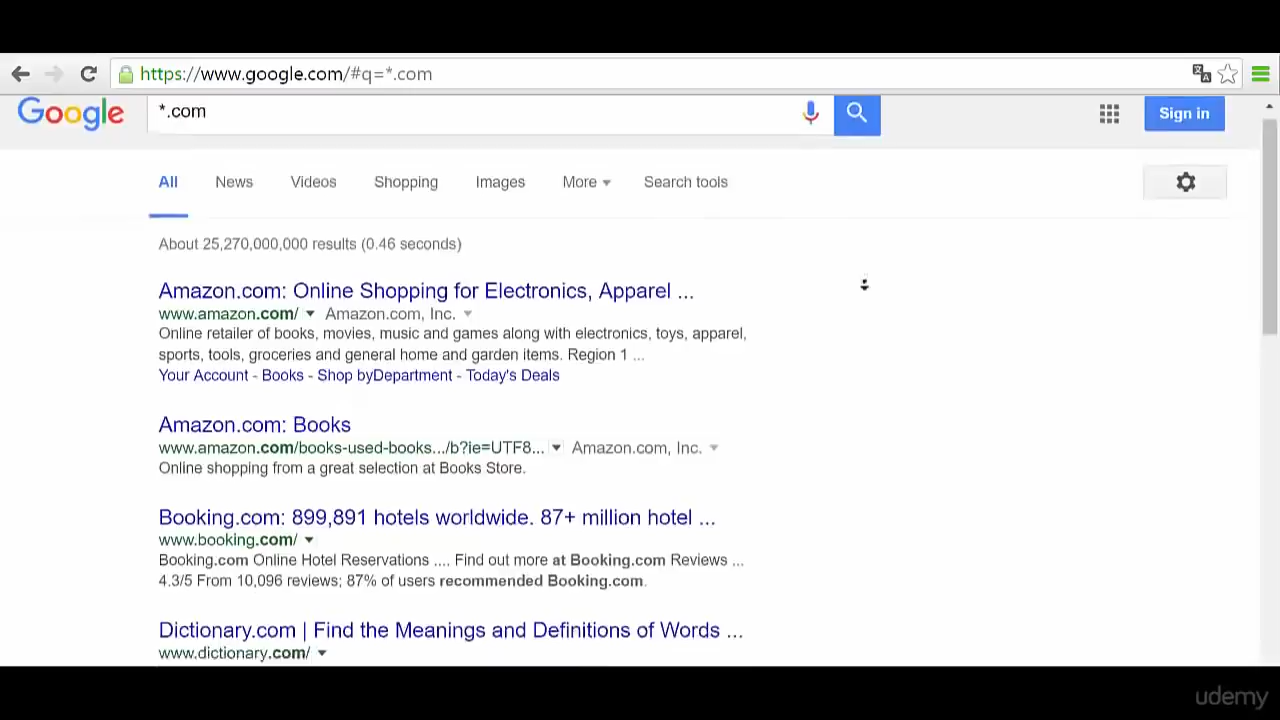 https://www.google.com/#q=*.com
Google
*.com
Sign in
All News Videos Shopping Images More Search tools
About 25,270,000,000 results (0.46 seconds)
Amazon.com: Online Shopping for Electronics, Apparel ...
www.amazon.com/ Amazon.com, Inc.
Online retailer of books, movies, music and games along with electronics, toys, apparel,
sports, tools, groceries and general home and garden items. Region 1 ...
Your Account - Books - Shop byDepartment - Today's Deals
Amazon.com: Books
www.amazon.com/books-used-books.../b?ie=UTF8... Amazon.com, Inc.
Online shopping from a great selection at Books Store.
Booking.com: 899,891 hotels worldwide. 87+ million hotel ...
www.booking.com/
Booking.com Online Hotel Reservations .... Find out more at Booking.com Reviews ...
4.3/5 From 10,096 reviews; 87% of users recommended Booking.com.
Dictionary.com | Find the Meanings and Definitions of Words ...
www.dictionary.com/
udemy